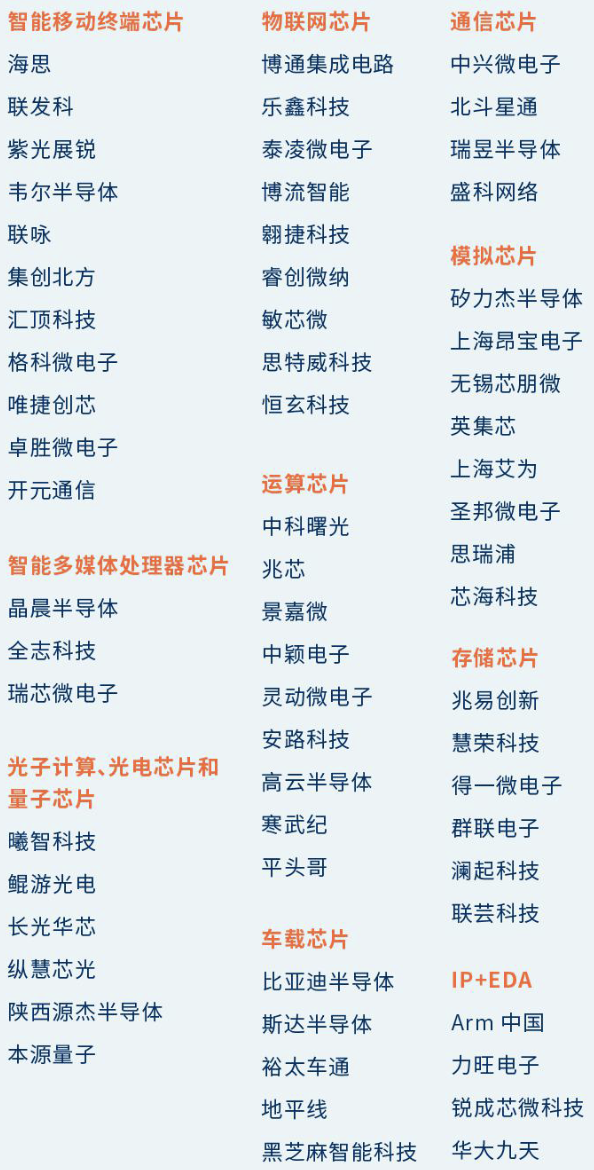 智能移动终端芯片
海思
联发科
紫光展锐
韦尔半导体
联咏
集创北方
汇顶科技
格科微电子
唯捷创芯
卓胜微电子
开元通信
智能多媒体处理器芯片
晶晨半导体
全志科技
瑞芯微电子
光子计算、光电芯片和
量子芯片
曦智科技
鲲游光电
长光华芯
纵慧芯光
陕西源杰半导体
本源量子
物联网芯片
博通集成电路
乐鑫科技
泰凌微电子
博流智能
翱捷科技
睿创微纳
敏芯微
思特威科技
恒玄科技
运算芯片
中科曙光
兆芯
景嘉微
中颖电子
灵动微电子
安路科技
高云半导体
寒武纪
平头哥
车载芯片
比亚迪半导体
斯达半导体
裕太车通
地平线
黑芝麻智能科技
通信芯片
中兴微电子
北斗星通
瑞昱半导体
盛科网络
模拟芯片
矽力杰半导体
上海昂宝电子
无锡芯朋微
英集芯
上海艾为
圣邦微电子
思瑞浦
芯海科技
存储芯片
兆易创新
慧荣科技
得一微电子
群联电子
澜起科技
联芸科技
IP+EDA
Arm 中国
力旺电子
锐成芯微科技
华大九天